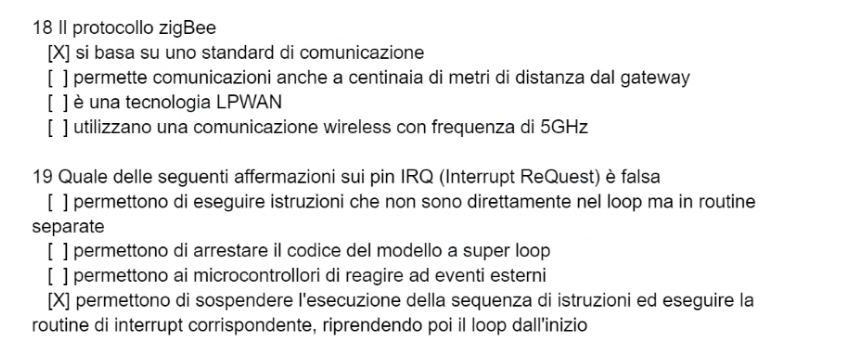 18 Il protocollo zigBee
[X] si basa su uno standard di comunicazione
[ ] permette comunicazioni anche a centinaia di metri di distanza dal gateway
[ ] è una tecnologia LPWAN
[ ] utilizzano una comunicazione wireless con frequenza di 5GHz
19 Quale delle seguenti affermazioni sui pin IRQ (Interrupt ReQuest) è falsa
[ ] permettono di eseguire istruzioni che non sono direttamente nel loop ma in routine
separate
[ ] permettono di arrestare il codice del modello a super loop
[ ] permettono ai microcontrollori di reagire ad eventi esterni
[X] permettono di sospendere l'esecuzione della sequenza di istruzioni ed eseguire la
routine di interrupt corrispondente, riprendendo poi il loop dall'inizio